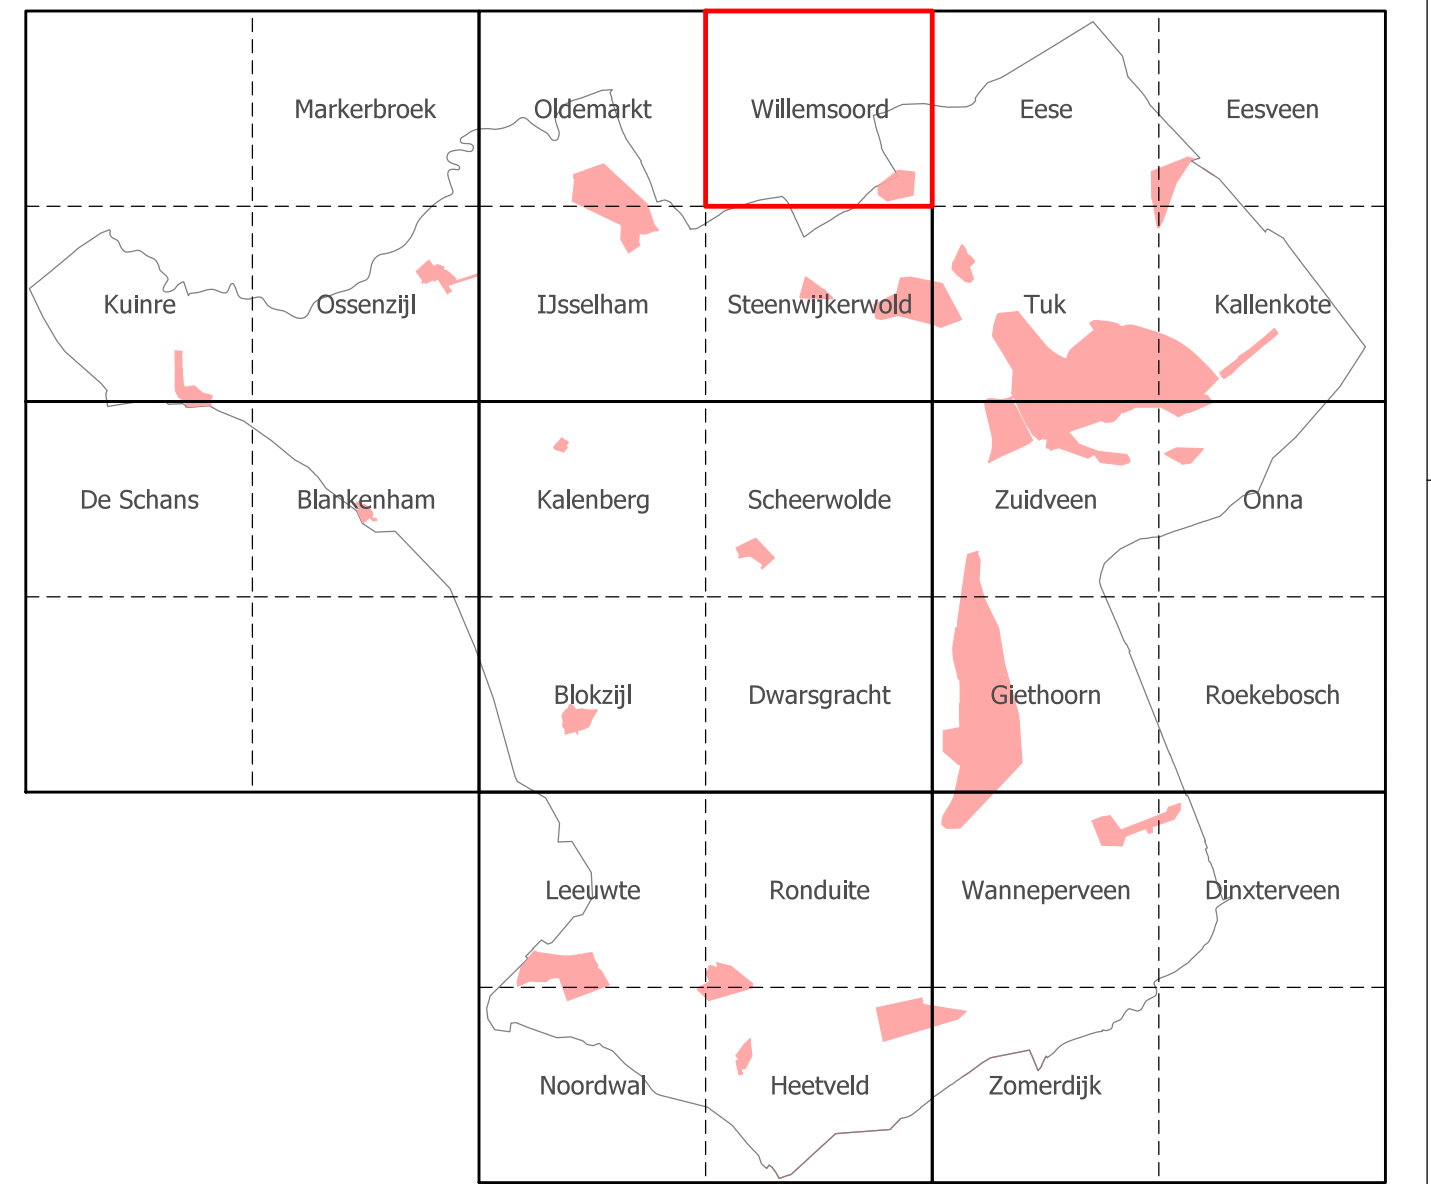 Markerbroek Oldemarkt Willemsoord Eese Eesveen
Kuinre Ossenzijl IJsselham Steenwijkerwold Tuk Kallenkote
De Schans Blankenham Kalenberg Scheerwolde Zuidveen Onna
Blokzijl Dwarsgracht Giethoorn Roekebosch
Leeuwte Ronduite Wanneperveen Dinxterveen
Noordwal Heetveld Zomerdijk